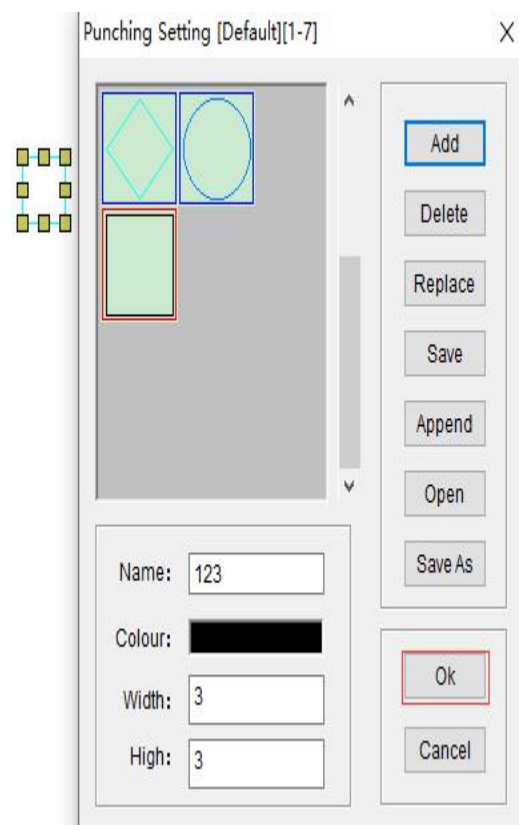 Punching Setting [Default][1-7]
Add
Delete
Replace
Save
Append
Open
Save As
Name: 123
Colour:
Width: 3
High: 3
Ok
Cancel